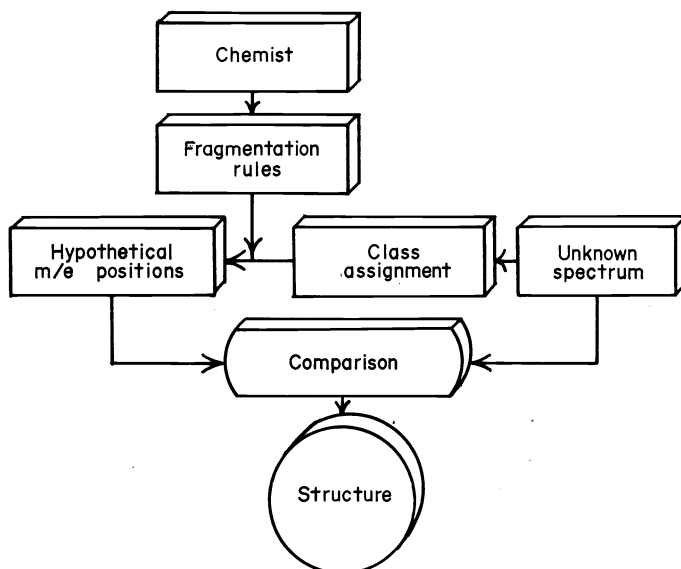 Chemist
Fragmentation
rules
Hypothetical
m/e positions
Class
assignment
Unknown
spectrum
Comparison
Structure